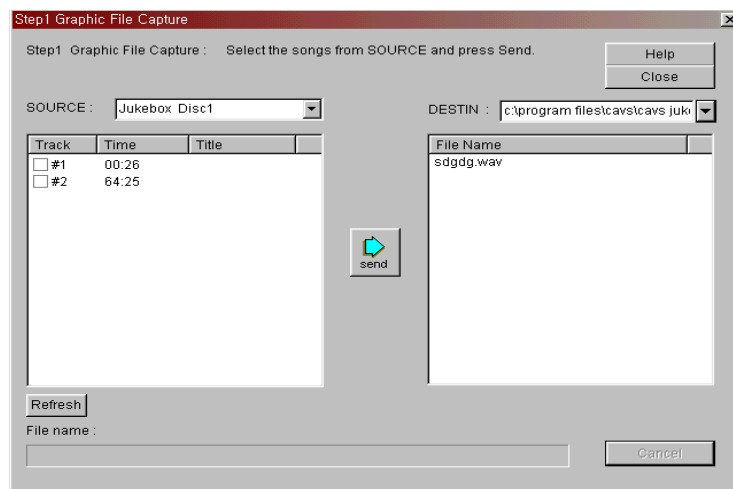 Step1 Graphic File Capture
Step1 Graphic File Capture : Select the songs from SOURCE and press Send.
Help
Close
SOURCE : Jukebox Disc1
DESTIN : c:\program files\cavs\cavs juk
Track Time Title
File Name
#1 00:26
sdgdg.wav
#2 64:25
send
Refresh
File name :
Cancel